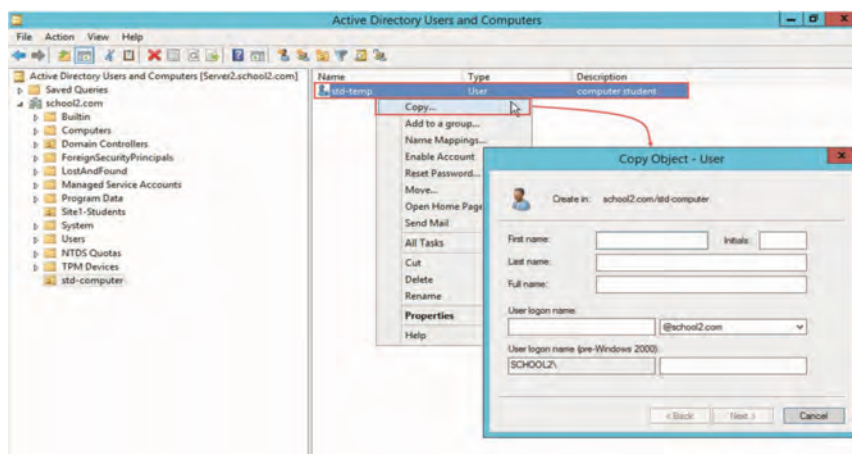 Active Directory Users and Computers
File Action View Help
Active Directory Users and Computers [Server2.school2.com]
Saved Queries
school2.com
Builtin
Computers
Domain Controllers
ForeignSecurityPrincipals
LostAndFound
Managed Service Accounts
Program Data
Site1-Students
System
Users
NTDS Quotas
TPM Devices
std-computer
Name Type Description
std-temp User computer student
Copy...
Add to a group...
Name Mappings...
Enable Account
Reset Password...
Move...
Open Home Page
Send Mail
All Tasks
Cut
Delete
Rename
Properties
Help
Copy Object - User
Create in: school2.com/std-computer
First name: Initials:
Last name:
Full name:
User logon name:
@school2.com
User logon name (pre-Windows 2000):
SCHOOL2\
< Back Next > Cancel